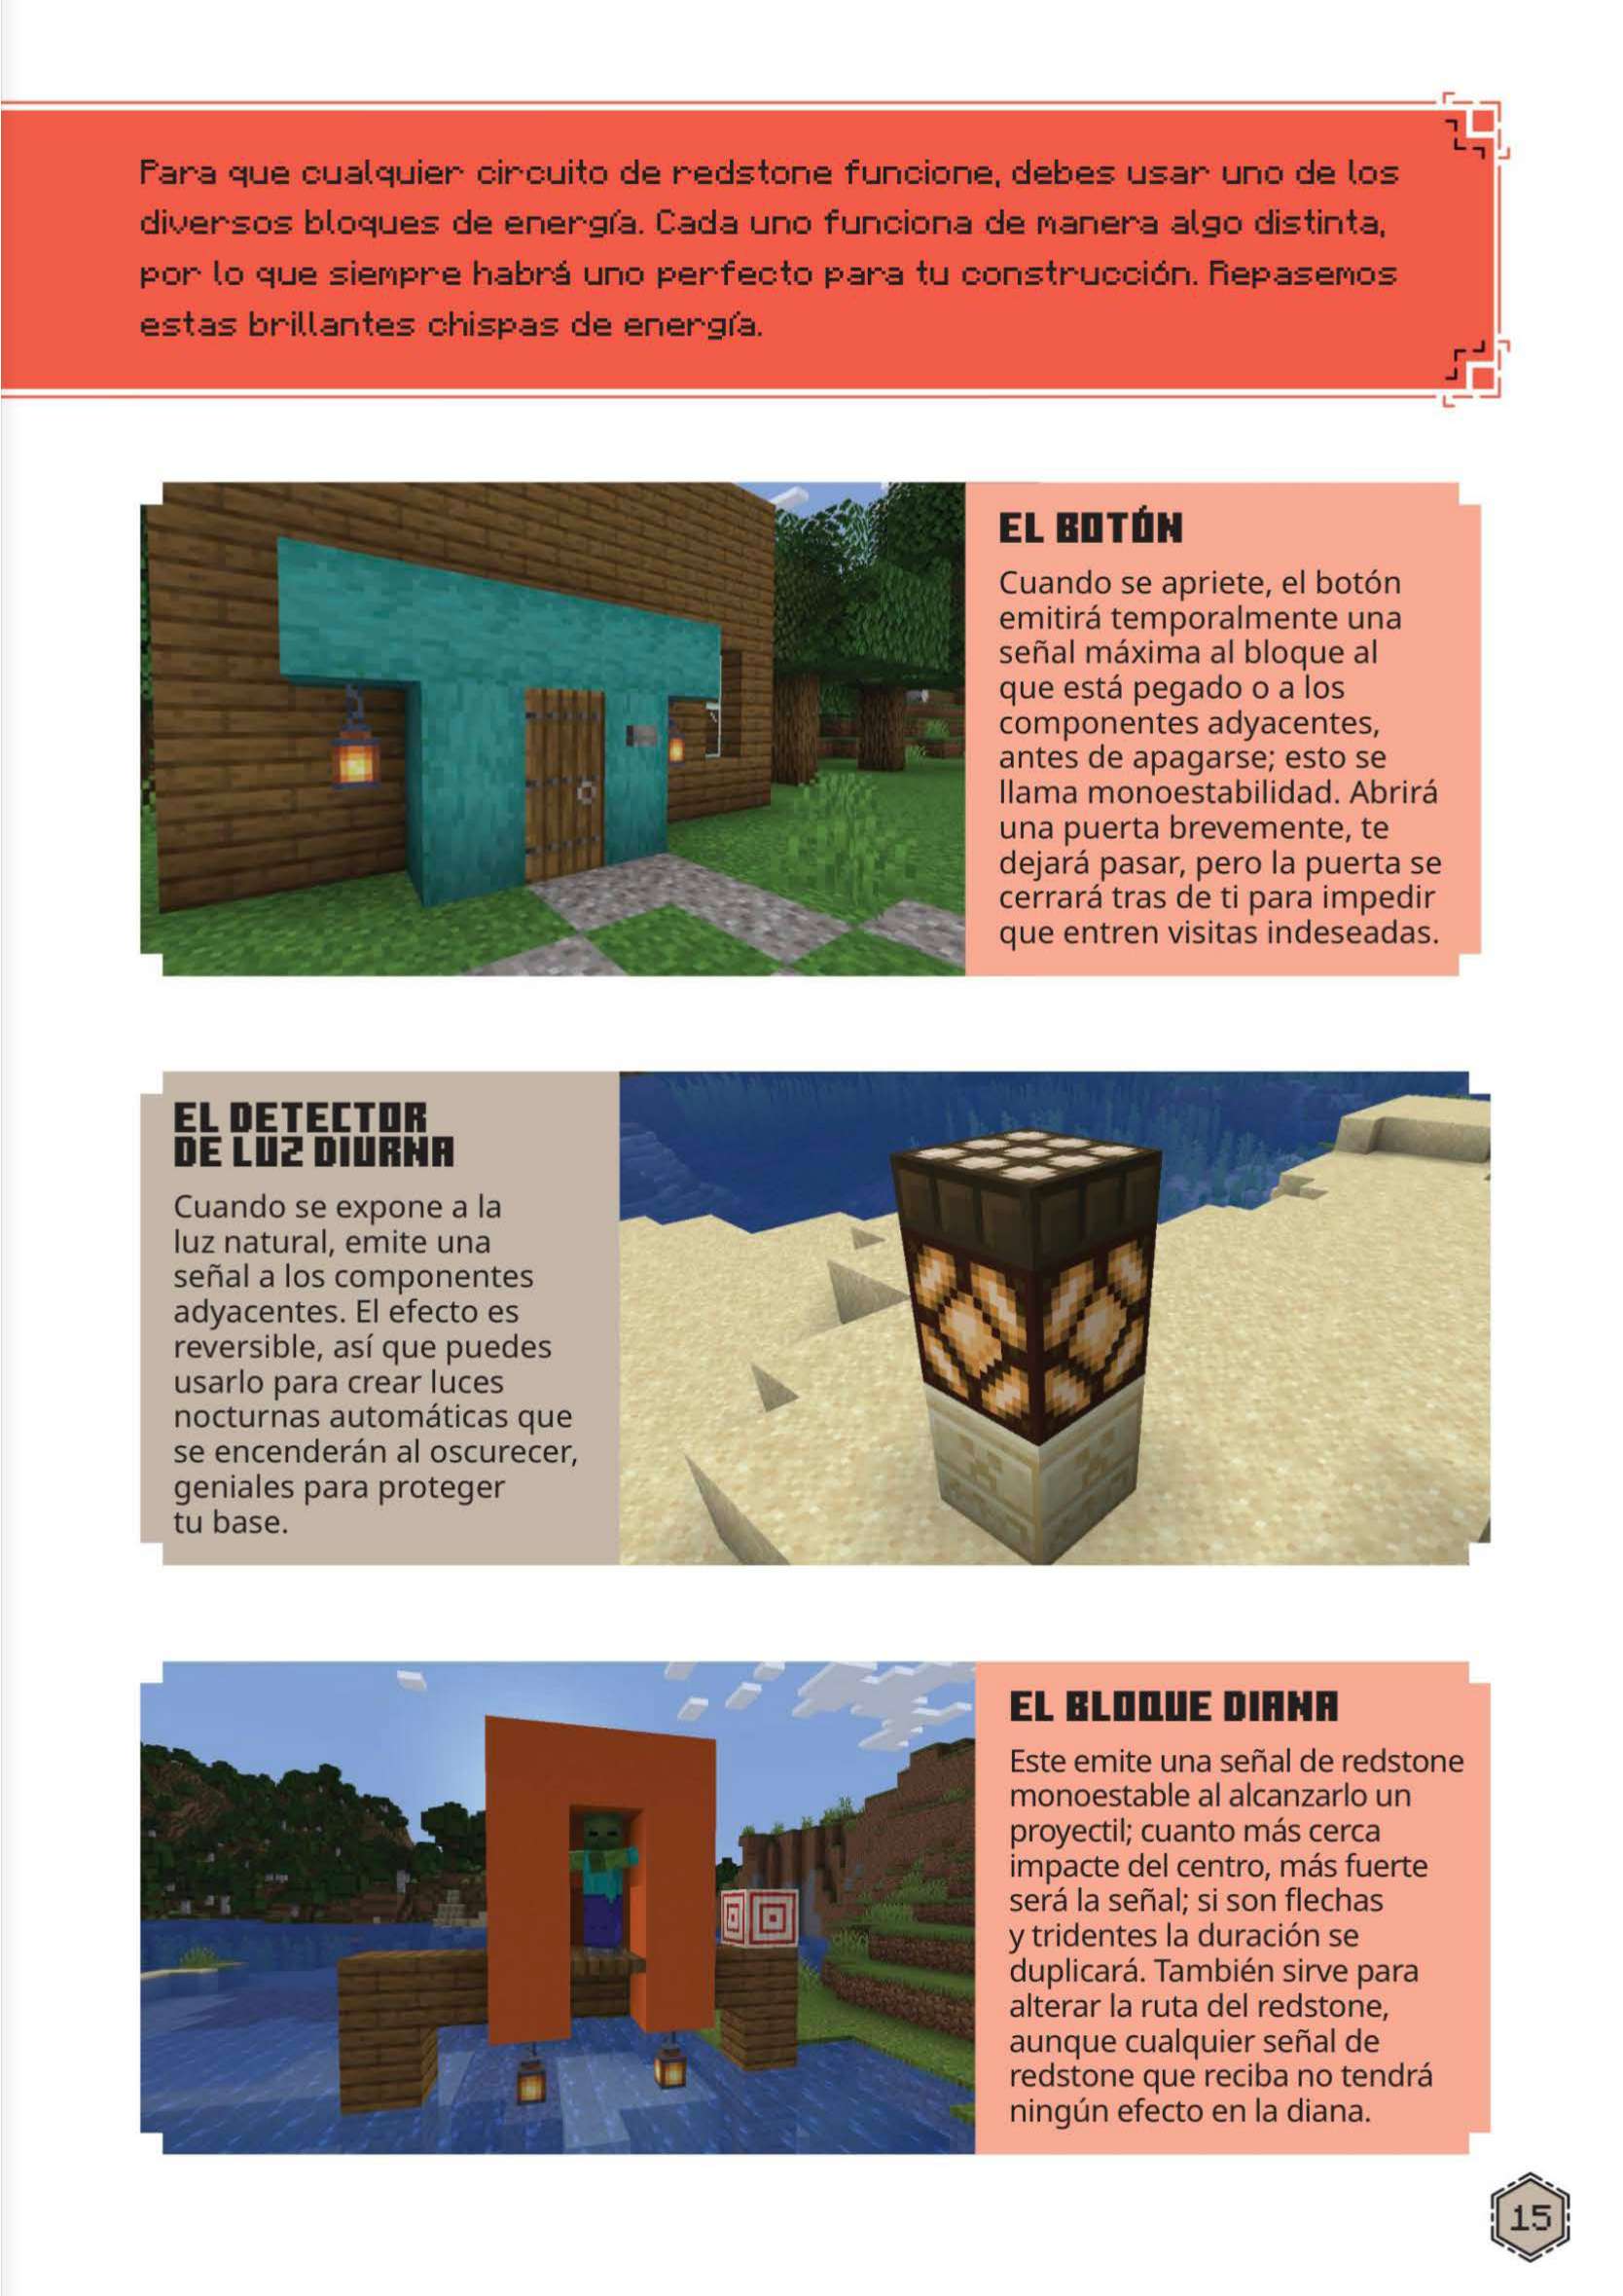 Para que cualquier circuito de redstone funcione, debes usar uno de los
diversos bloques de energía. Cada uno funciona de manera algo distinta,
por lo que siempre habrá uno perfecto para tu construcción. Repasemos
estas brillantes chispas de energía.
EL BOTÓN
Cuando se apriete, el botón
emitirá temporalmente una
señal máxima al bloque al
que está pegado o a los
componentes adyacentes,
antes de apagarse; esto se
llama monoestabilidad. Abrirá
una puerta brevemente, te
dejará pasar, pero la puerta se
cerrará tras de ti para impedir
que entren visitas indeseadas.
EL DETECTOR
DE LUZ DIURNA
Cuando se expone a la
luz natural, emite una
señal a los componentes
adyacentes. El efecto es
reversible, así que puedes
usarlo para crear luces
nocturnas automáticas que
se encenderán al oscurecer,
geniales para proteger
tu base.
EL BLOQUE DIANA
Este emite una señal de redstone
monoestable al alcanzarlo un
proyectil; cuanto más cerca
impacte del centro, más fuerte
será la señal; si son flechas
y tridentes la duración se
duplicará. También sirve para
alterar la ruta del redstone,
aunque cualquier señal de
redstone que reciba no tendrá
ningún efecto en la diana.
15